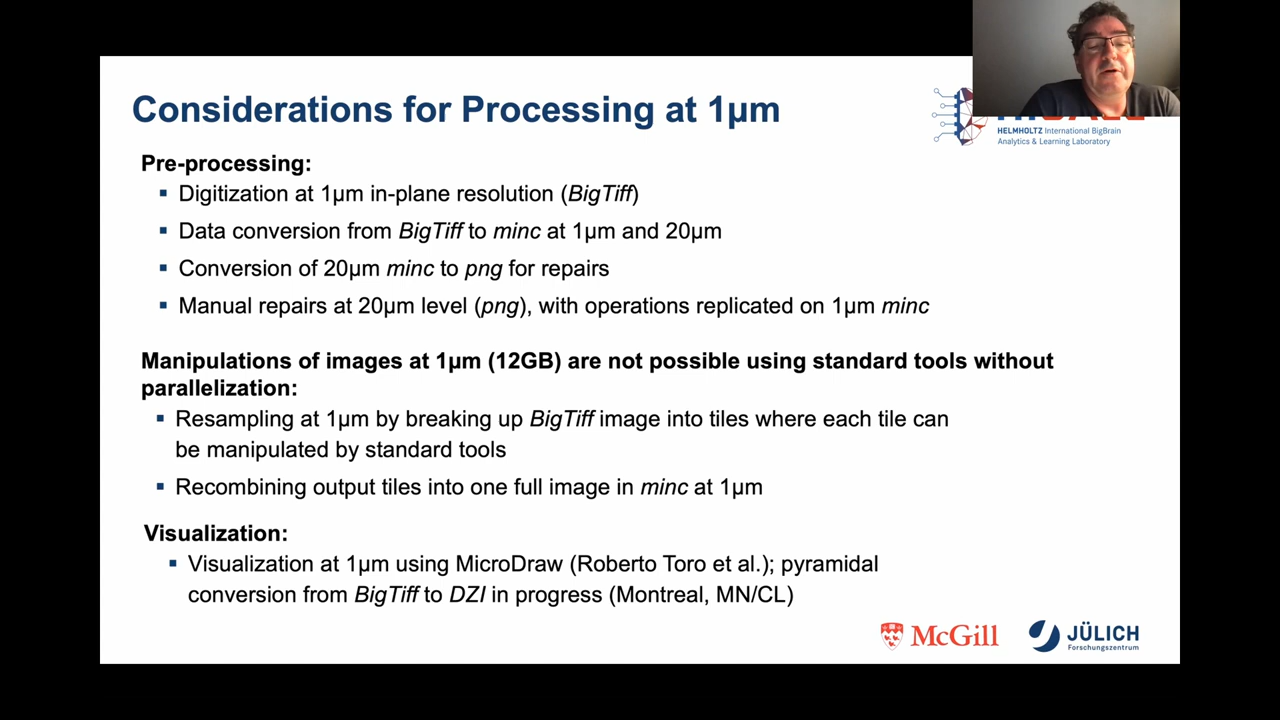 Considerations for Processing at 1µm
HELMHOLTZ International BigBrain
Analytics & Learning Laboratory
Pre-processing:
▪ Digitization at 1µm in-plane resolution (BigTiff)
▪ Data conversion from BigTiff to minc at 1µm and 20µm
▪ Conversion of 20µm minc to png for repairs
▪ Manual repairs at 20µm level (png), with operations replicated on 1µm minc
Manipulations of images at 1µm (12GB) are not possible using standard tools without
parallelization:
▪ Resampling at 1µm by breaking up BigTiff image into tiles where each tile can
be manipulated by standard tools
▪ Recombining output tiles into one full image in minc at 1µm
Visualization:
▪ Visualization at 1µm using MicroDraw (Roberto Toro et al.); pyramidal
conversion from BigTiff to DZI in progress (Montreal, MN/CL)
McGill
JÜLICH
Forschungszentrum